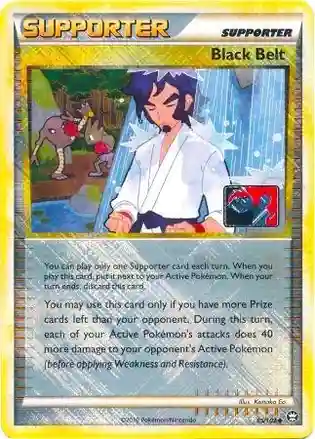 SUPPORTER
SUPPORTER
Black Belt
You can play only one Supporter card each turn. When you
play this card, put it next to your Active Pokémon. When your
turn ends, discard this card.
You may use this card only if you have more Prize
cards left than your opponent. During this turn,
each of your Active Pokémon's attacks does 40
more damage to your opponent's Active Pokémon
(before applying Weakness and Resistance).
Illus. Kanako Eo
©2010 Pokémon/Nintendo
85/102